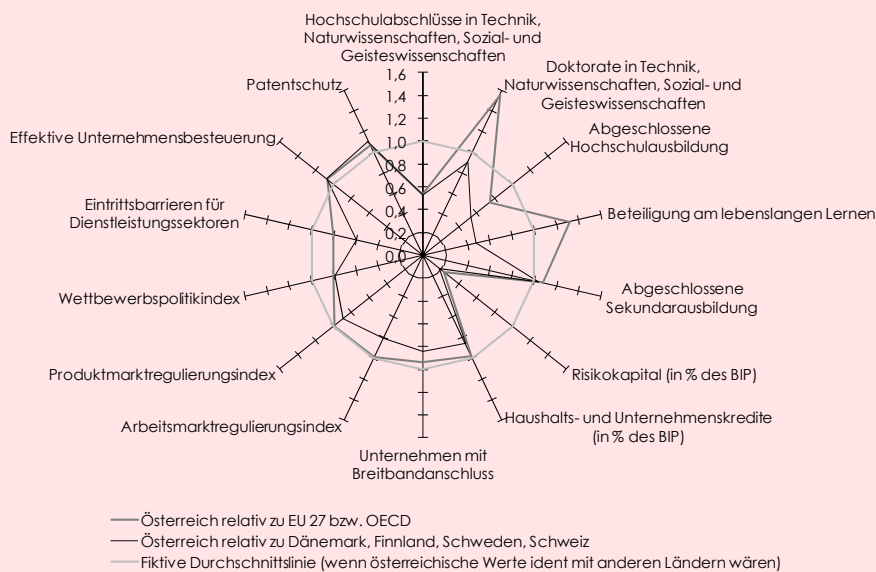 Hochschulabschlüsse in Technik,
Naturwissenschaften, Sozial- und
Geisteswissenschaften
Doktorate in Technik,
Naturwissenschaften, Sozial- und
Geisteswissenschaften
Abgeschlossene
Hochschulausbildung
Beteiligung am lebenslangen Lernen
Abgeschlossene
Sekundarausbildung
Risikokapital (in % des BIP)
Haushalts- und Unternehmenskredite
(in % des BIP)
Unternehmen mit
Breitbandanschluss
Arbeitsmarktregulierungsindex
Produktmarktregulierungsindex
Wettbewerbspolitikindex
Eintrittsbarrieren für
Dienstleistungssektoren
Effektive Unternehmensbesteuerung
Patentschutz
1,6
1,4
1,2
1,0
0,8
0,6
0,4
0,2
0,0
Österreich relativ zu EU 27 bzw. OECD
Österreich relativ zu Dänemark, Finnland, Schweden, Schweiz
Fiktive Durchschnittslinie (wenn österreichische Werte ident mit anderen Ländern wären)